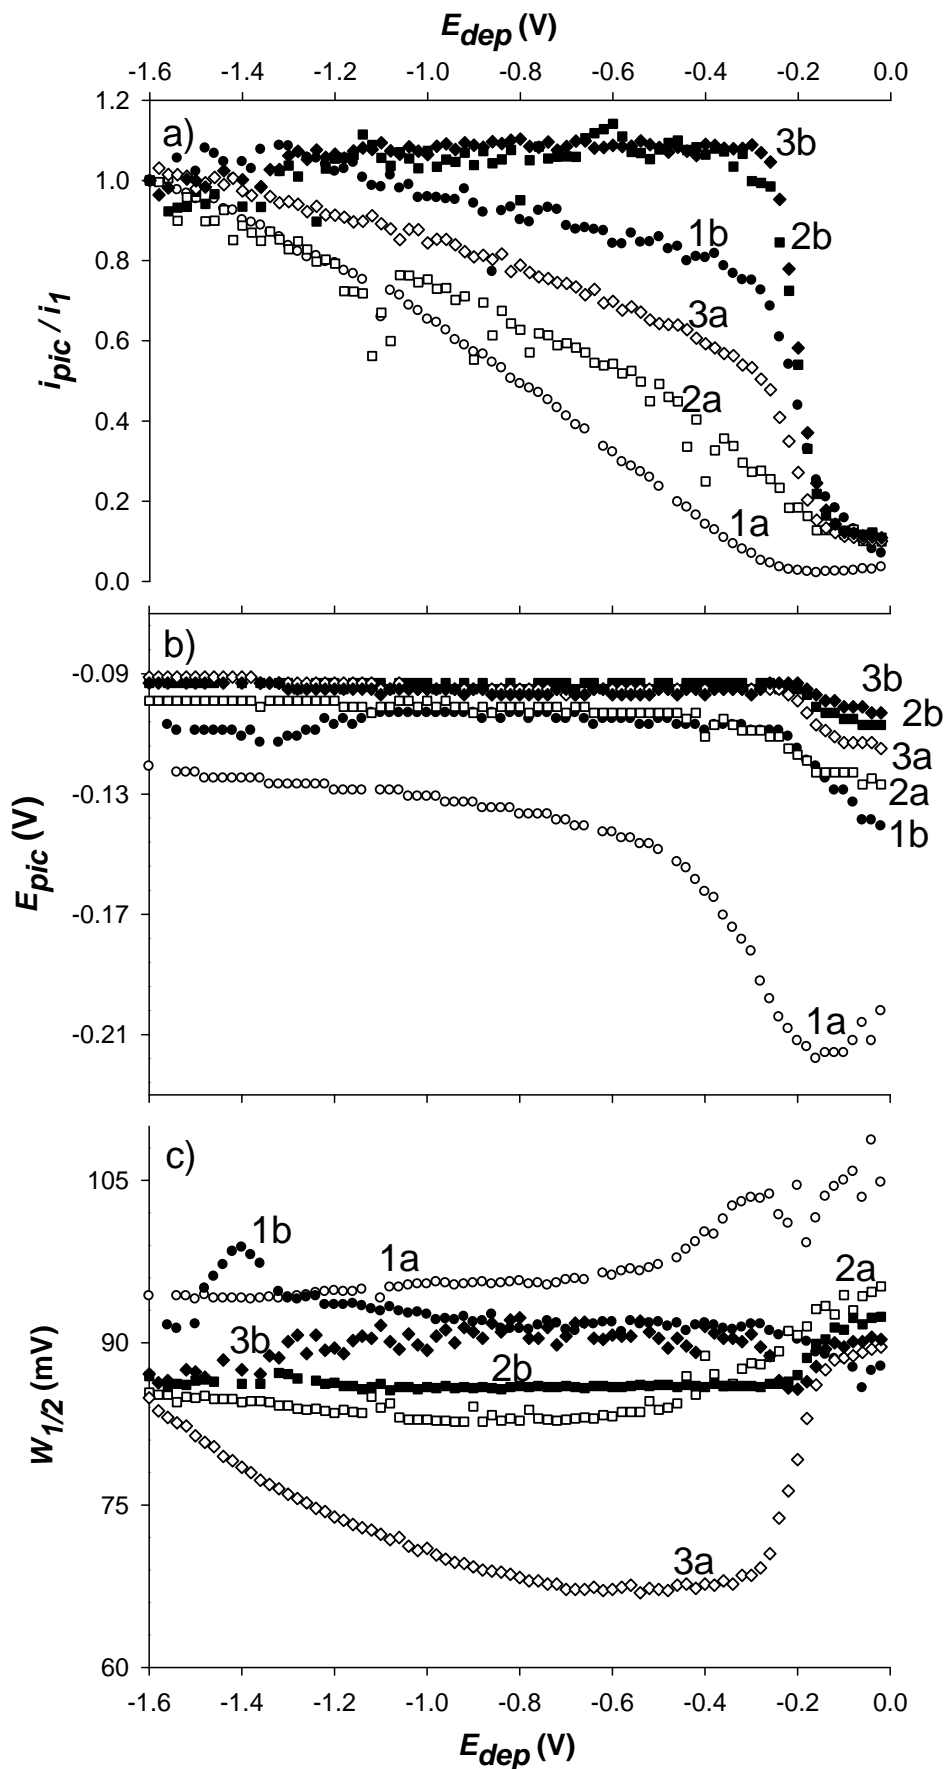 E_dep (V)
-1.6 -1.4 -1.2 -1.0 -0.8 -0.6 -0.4 -0.2 0.0
1.2
a)
3b
1.0
2b
1b
0.8
i_pic / i_1
3a
0.6
2a
0.4
0.2
1a
0.0
b)
-0.09
3b
2b
3a
2a
-0.13
1b
E_pic (V)
-0.17
1a
-0.21
c)
105
1b
1a
2a
3b
2b
90
W_1/2 (mV)
75
3a
60
-1.6 -1.4 -1.2 -1.0 -0.8 -0.6 -0.4 -0.2 0.0
E_dep (V)